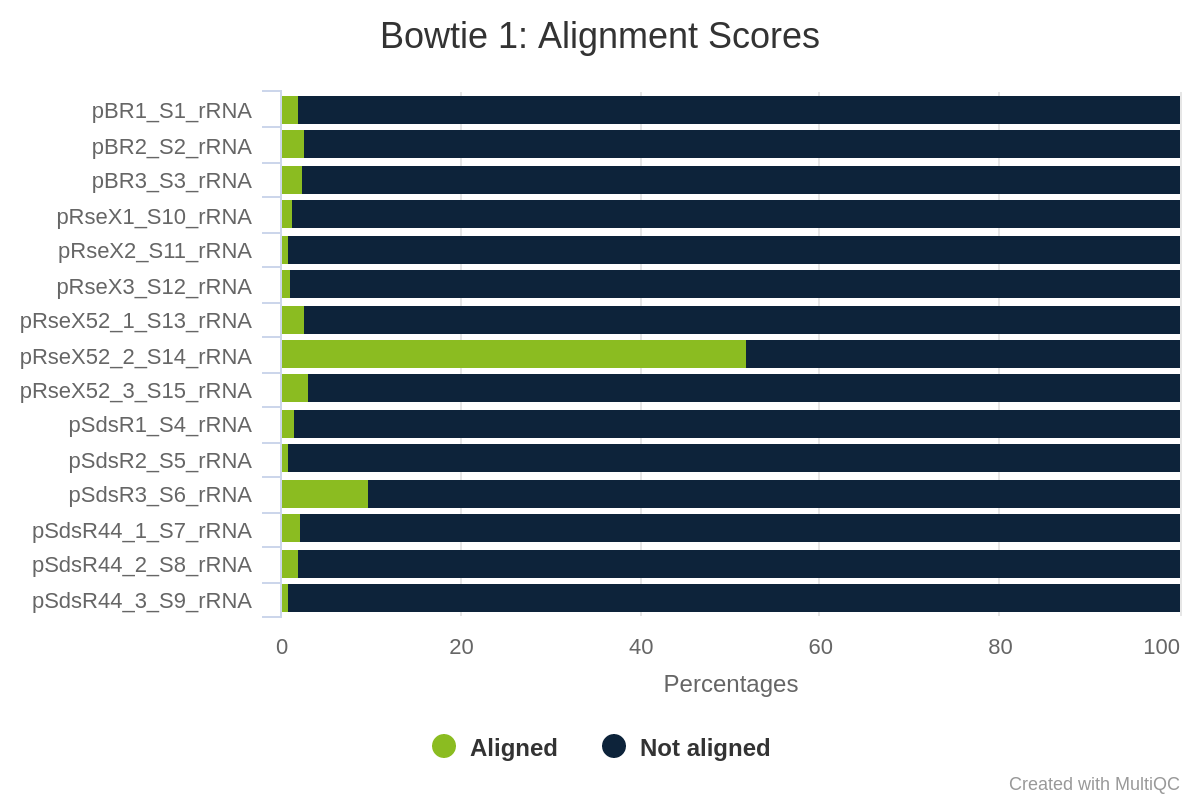 Bowtie 1: Alignment Scores
pBR1_S1_rRNA
pBR2_S2_rRNA
pBR3_S3_rRNA
pRseX1_S10_rRNA
pRseX2_S11_rRNA
pRseX3_S12_rRNA
pRseX52_1_S13_rRNA
pRseX52_2_S14_rRNA
pRseX52_3_S15_rRNA
pSdsR1_S4_rRNA
pSdsR2_S5_rRNA
pSdsR3_S6_rRNA
pSdsR44_1_S7_rRNA
pSdsR44_2_S8_rRNA
pSdsR44_3_S9_rRNA
0 20 40 60 80 100
Percentages
Aligned Not aligned
Created with MultiQC